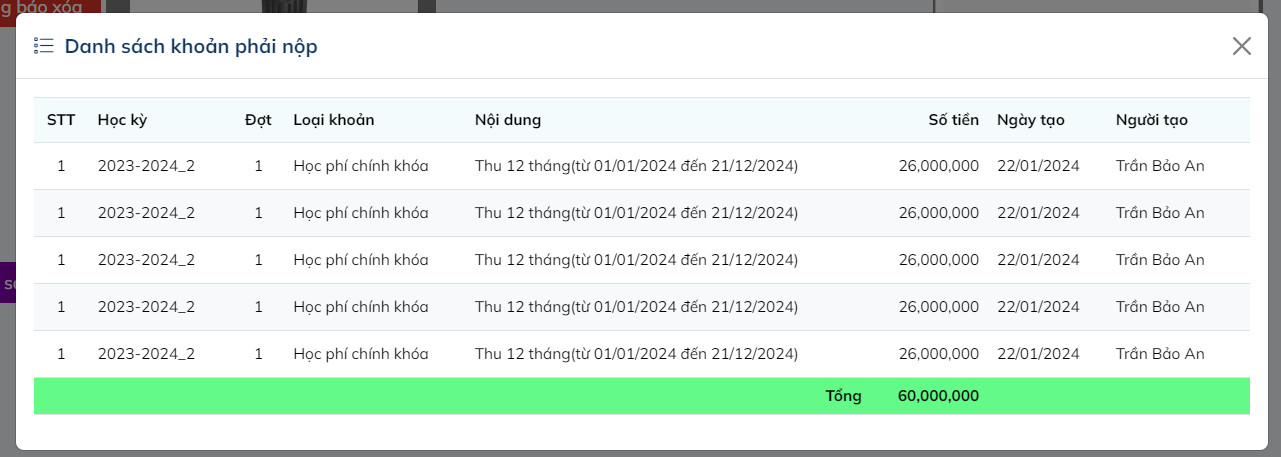 g báo xóa
Danh sách khoản phải nộp
STT Học kỳ Đợt Loại khoản Nội dung Số tiền Ngày tạo Người tạo
1 2023-2024_2 1 Học phí chính khóa Thu 12 tháng(từ 01/01/2024 đến 21/12/2024) 26,000,000 22/01/2024 Trần Bảo An
1 2023-2024_2 1 Học phí chính khóa Thu 12 tháng(từ 01/01/2024 đến 21/12/2024) 26,000,000 22/01/2024 Trần Bảo An
1 2023-2024_2 1 Học phí chính khóa Thu 12 tháng(từ 01/01/2024 đến 21/12/2024) 26,000,000 22/01/2024 Trần Bảo An
1 2023-2024_2 1 Học phí chính khóa Thu 12 tháng(từ 01/01/2024 đến 21/12/2024) 26,000,000 22/01/2024 Trần Bảo An
1 2023-2024_2 1 Học phí chính khóa Thu 12 tháng(từ 01/01/2024 đến 21/12/2024) 26,000,000 22/01/2024 Trần Bảo An
Tổng 60,000,000